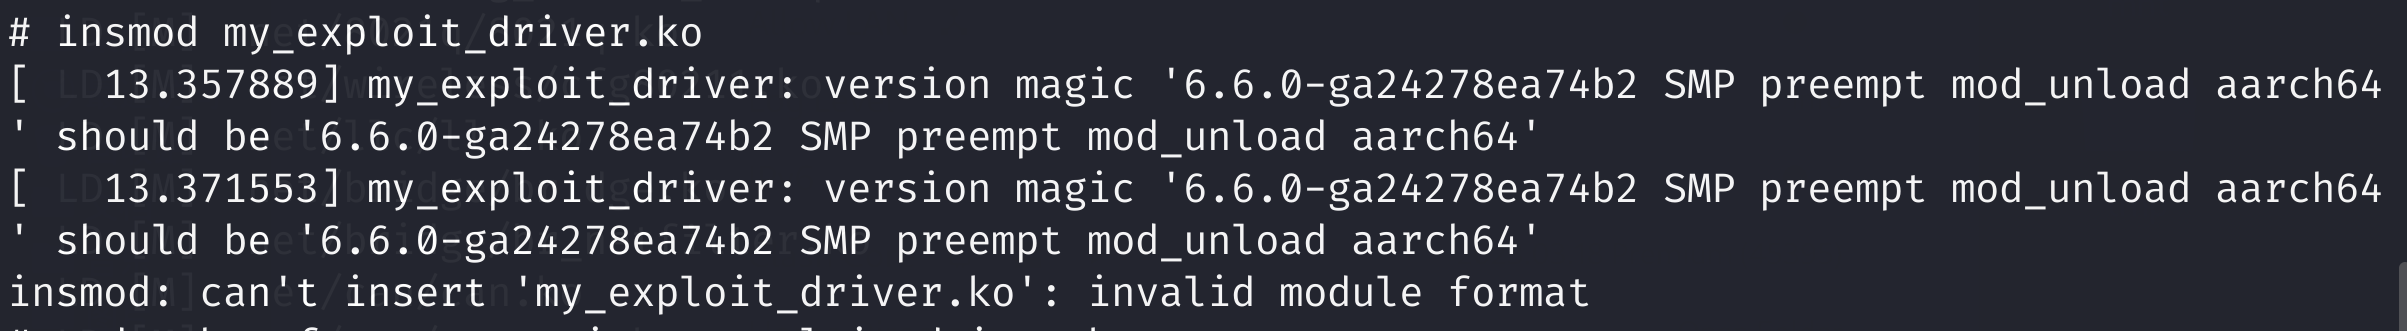 # insmod my_exploit_driver.ko
[   13.357889] my_exploit_driver: version magic '6.6.0-ga24278ea74b2 SMP preempt mod_unload aarch64
' should be '6.6.0-ga24278ea74b2 SMP preempt mod_unload aarch64'
[   13.371553] my_exploit_driver: version magic '6.6.0-ga24278ea74b2 SMP preempt mod_unload aarch64
' should be '6.6.0-ga24278ea74b2 SMP preempt mod_unload aarch64'
insmod: can't insert 'my_exploit_driver.ko': invalid module format